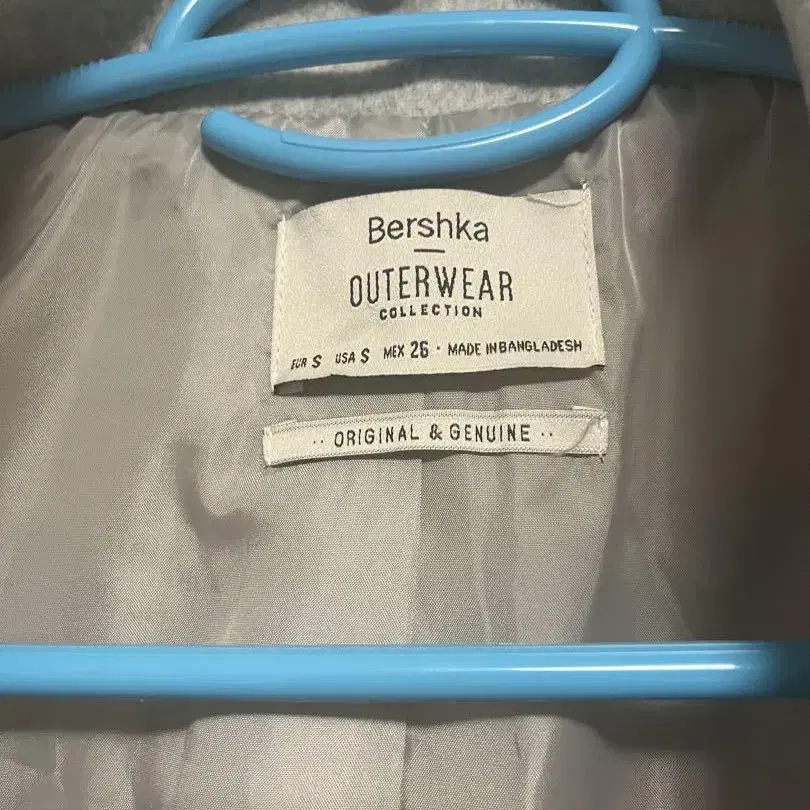 Bershka
OUTERWEAR
COLLECTION
EUR S USA S MEX 26 · MADE IN BANGLADESH
·· ORIGINAL & GENUINE ··